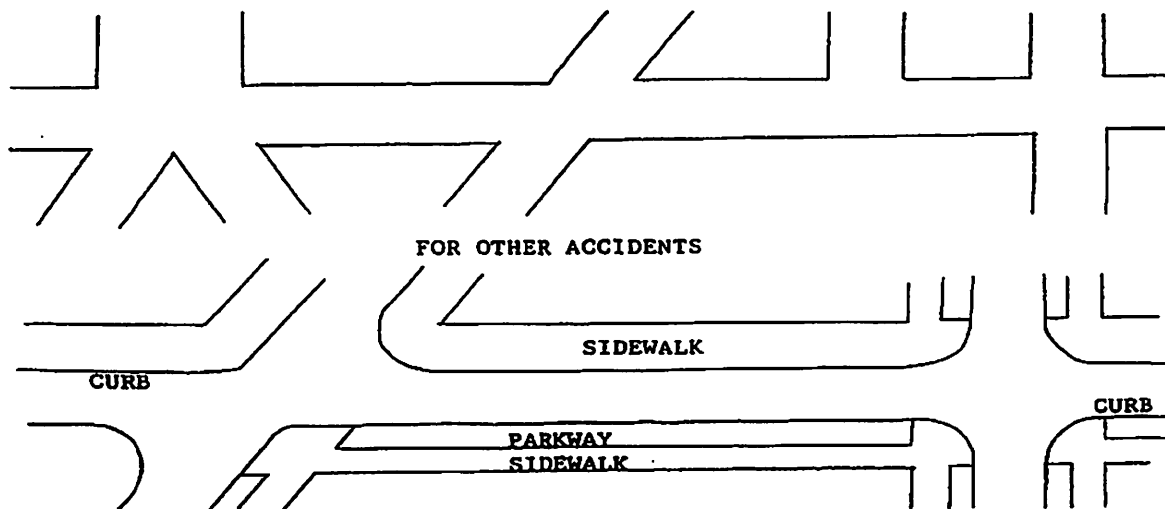 FOR OTHER ACCIDENTS
SIDEWALK
CURB
CURB
PARKWAY
SIDEWALK